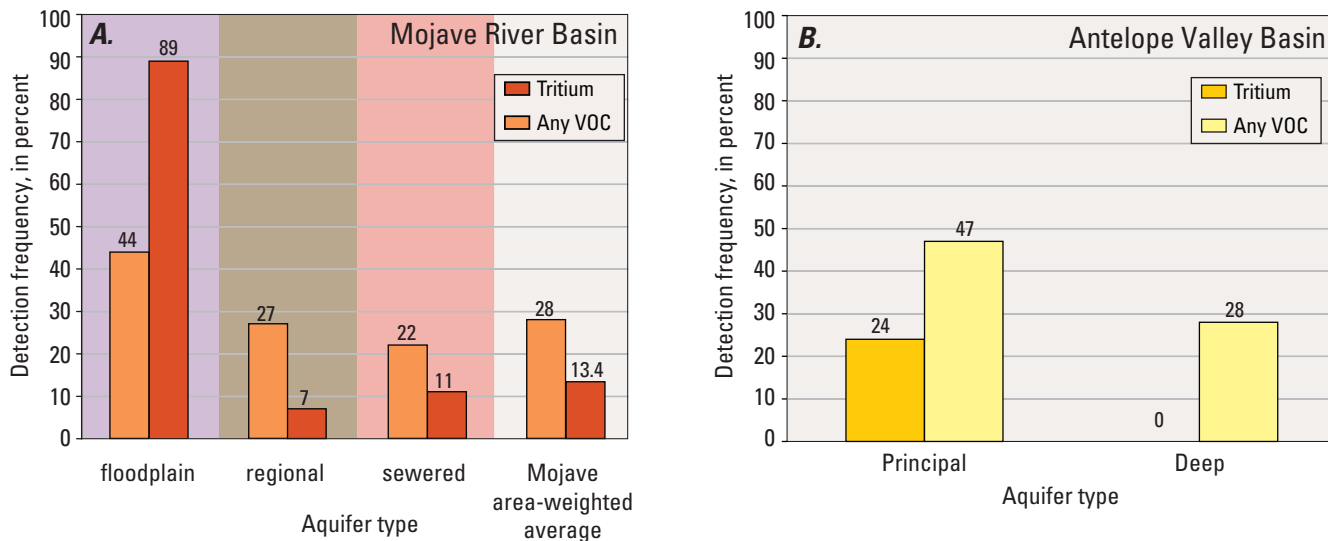 A.
Mojave River Basin
Tritium
Any VOC
Detection frequency, in percent
100
90
80
70
60
50
40
30
20
10
0
44
89
27
7
22
11
28
13.4
floodplain
regional
sewered
Mojave
area-weighted
average
Aquifer type
B.
Antelope Valley Basin
Tritium
Any VOC
Detection frequency, in percent
100
90
80
70
60
50
40
30
20
10
0
24
47
0
28
Principal
Deep
Aquifer type